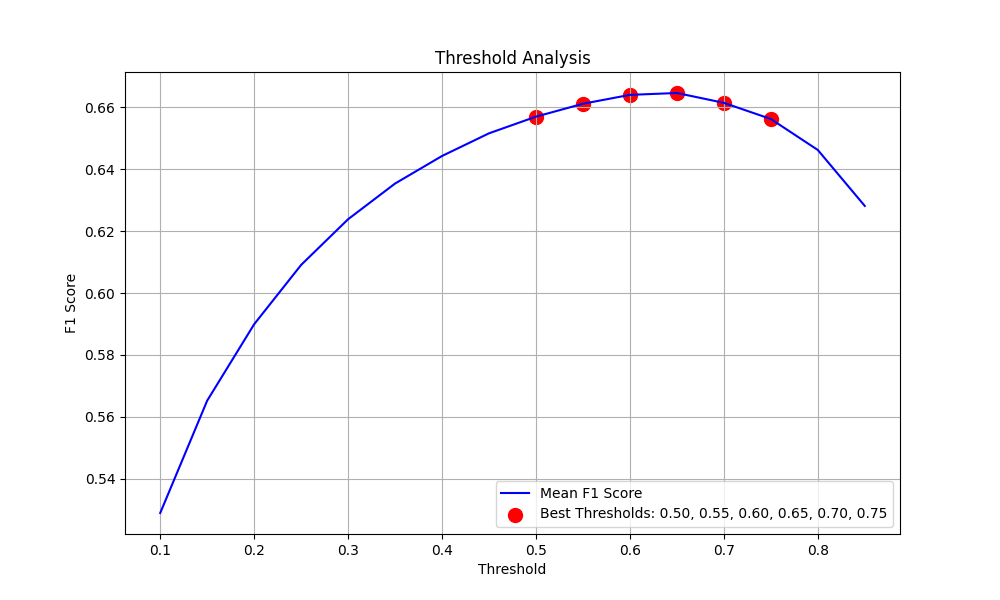 Threshold Analysis
F1 Score
0.66
0.64
0.62
0.60
0.58
0.56
0.54
0.1 0.2 0.3 0.4 0.5 0.6 0.7 0.8
Threshold
Mean F1 Score
Best Thresholds: 0.50, 0.55, 0.60, 0.65, 0.70, 0.75